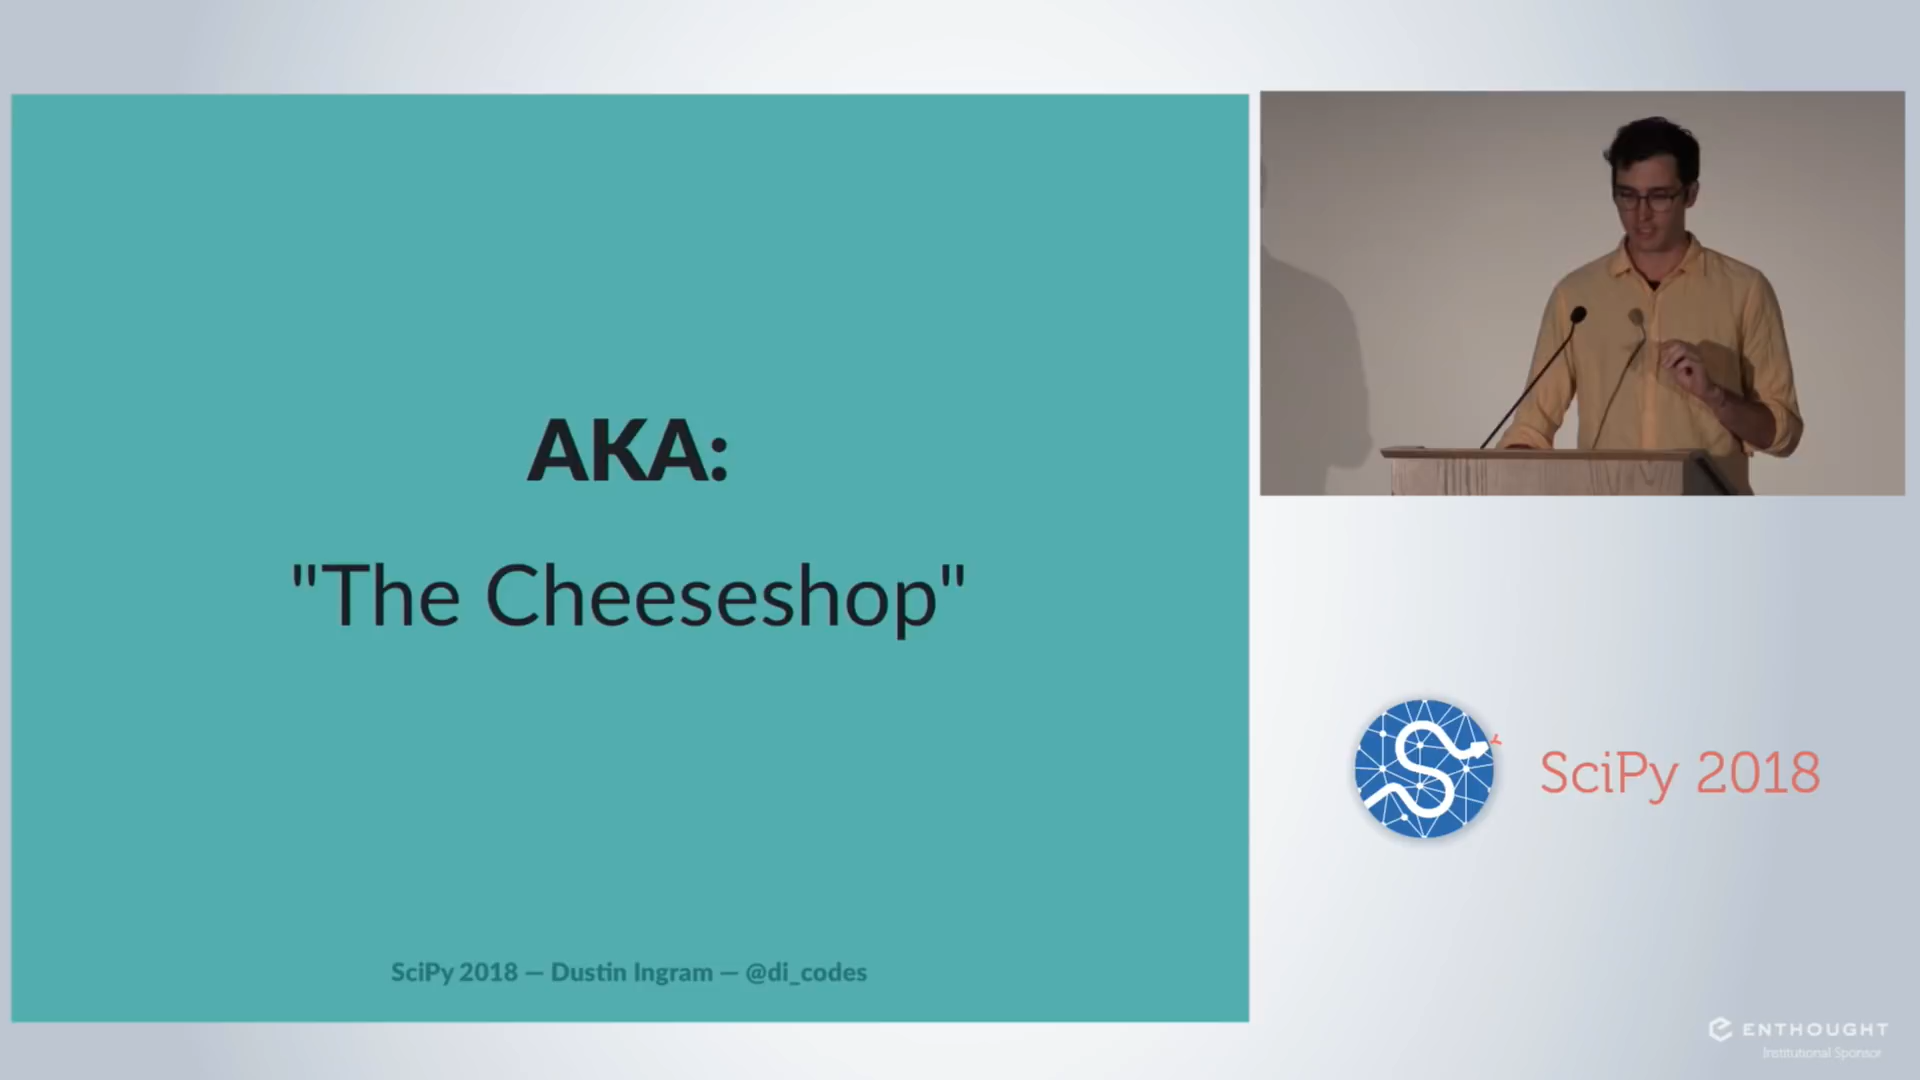 AKA:
"The Cheeseshop"
SciPy 2018 — Dustin Ingram — @di_codes
SciPy 2018
ENTHOUGHT
Institutional Sponsor